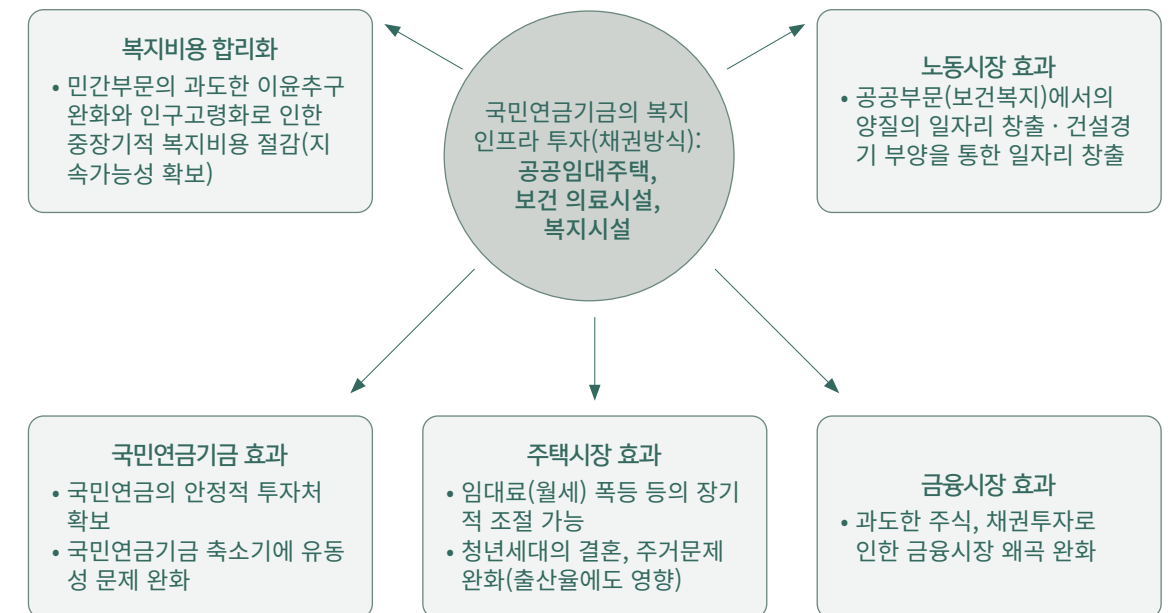 복지비용 합리화
• 민간부문의 과도한 이윤추구
완화와 인구고령화로 인한
중장기적 복지비용 절감(지
속가능성 확보)
국민연금기금의 복지
인프라 투자(채권방식):
공공임대주택,
보건 의료시설,
복지시설
노동시장 효과
• 공공부문(보건복지)에서의
양질의 일자리 창출 · 건설경
기 부양을 통한 일자리 창출
국민연금기금 효과
• 국민연금의 안정적 투자처
확보
• 국민연금기금 축소기에 유동
성 문제 완화
주택시장 효과
• 임대료(월세) 폭등 등의 장기
적 조절 가능
• 청년세대의 결혼, 주거문제
완화(출산율에도 영향)
금융시장 효과
• 과도한 주식, 채권투자로
인한 금융시장 왜곡 완화